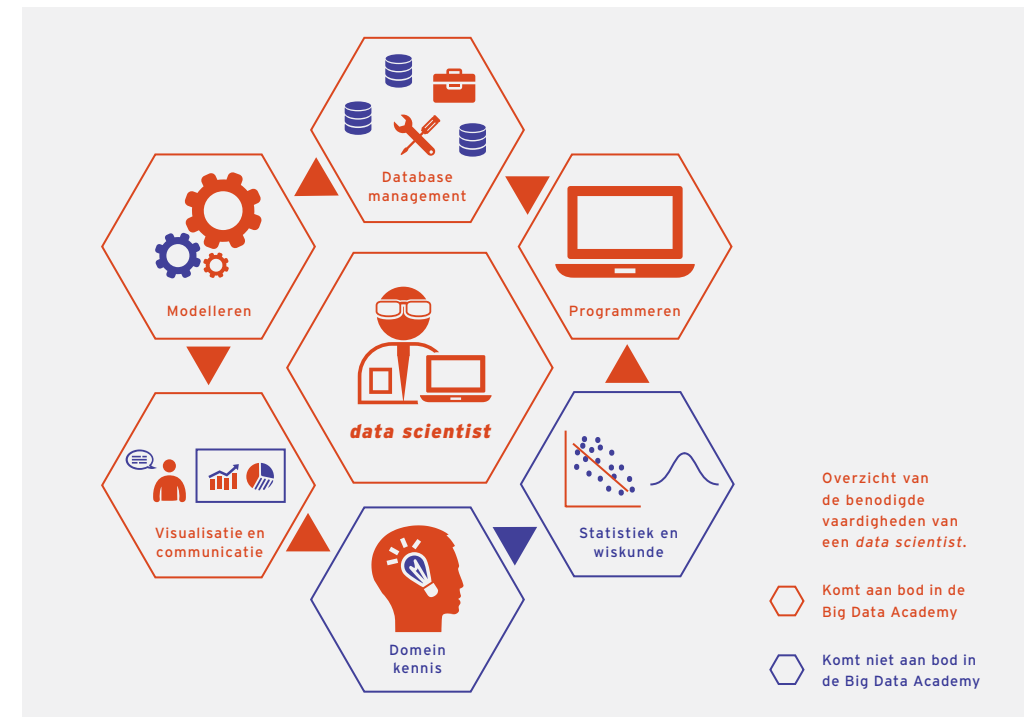 Database
management
Modelleren
Programmeren
data scientist
Visualisatie en
communicatie
Statistiek en
wiskunde
Domein
kennis
Overzicht van
de benodigde
vaardigheden van
een data scientist.
Komt aan bod in de
Big Data Academy
Komt niet aan bod in
de Big Data Academy